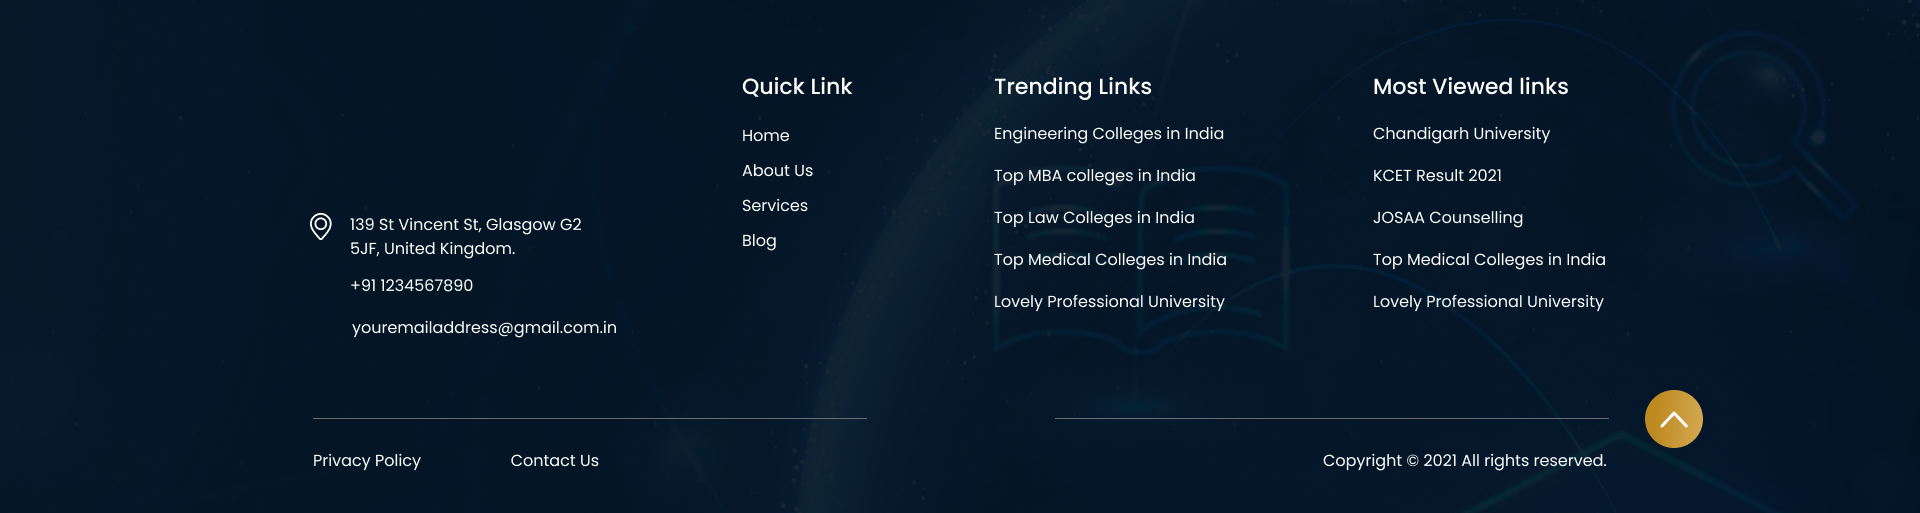 139 St Vincent St, Glasgow G2
5JF, United Kingdom.
+91 1234567890
youremailaddress@gmail.com.in
Quick Link
Home
About Us
Services
Blog
Trending Links
Engineering Colleges in India
Top MBA colleges in India
Top Law Colleges in India
Top Medical Colleges in India
Lovely Professional University
Most Viewed links
Chandigarh University
KCET Result 2021
JOSAA Counselling
Top Medical Colleges in India
Lovely Professional University
Privacy Policy
Contact Us
Copyright © 2021 All rights reserved.